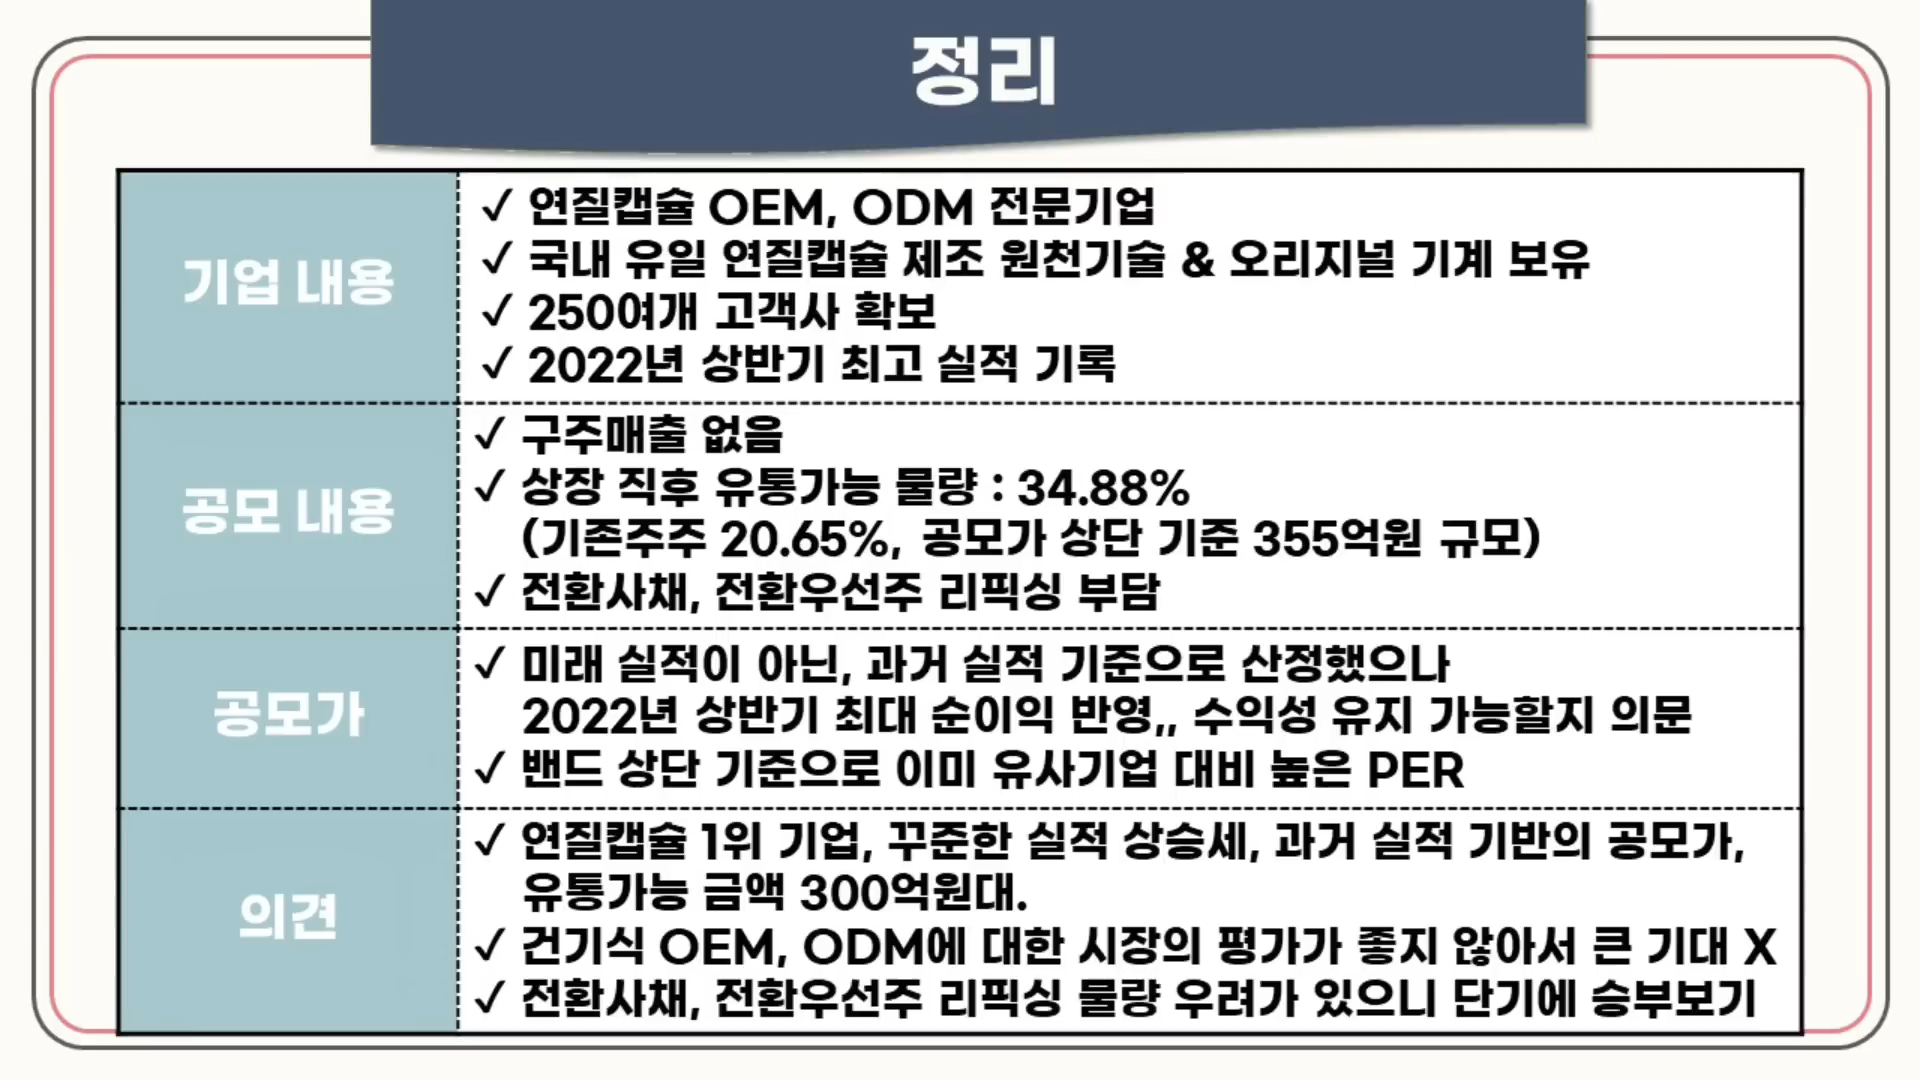 정리
기업 내용
✓ 연질캡슐 OEM, ODM 전문기업
✓ 국내 유일 연질캡슐 제조 원천기술 & 오리지널 기계 보유
✓ 250여개 고객사 확보
✓ 2022년 상반기 최고 실적 기록
공모 내용
✓ 구주매출 없음
✓ 상장 직후 유통가능 물량 : 34.88%
(기존주주 20.65%, 공모가 상단 기준 355억원 규모)
✓ 전환사채, 전환우선주 리픽싱 부담
공모가
✓ 미래 실적이 아닌, 과거 실적 기준으로 산정했으나
2022년 상반기 최대 순이익 반영,, 수익성 유지 가능할지 의문
✓ 밴드 상단 기준으로 이미 유사기업 대비 높은 PER
의견
✓ 연질캡슐 1위 기업, 꾸준한 실적 상승세, 과거 실적 기반의 공모가,
유통가능 금액 300억원대.
✓ 건기식 OEM, ODM에 대한 시장의 평가가 좋지 않아서 큰 기대 X
✓ 전환사채, 전환우선주 리픽싱 물량 우려가 있으니 단기에 승부보기